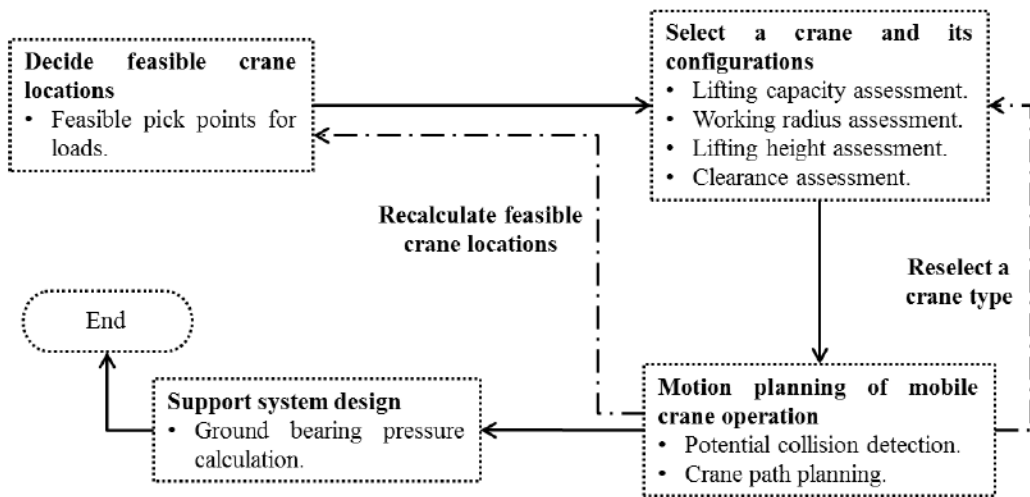 Decide feasible crane
locations
• Feasible pick points for
loads.
Select a crane and its
configurations
• Lifting capacity assessment.
• Working radius assessment.
• Lifting height assessment.
• Clearance assessment.
Recalculate feasible
crane locations
Reselect a
crane type
End
Support system design
• Ground bearing pressure
calculation.
Motion planning of mobile
crane operation
• Potential collision detection.
• Crane path planning.